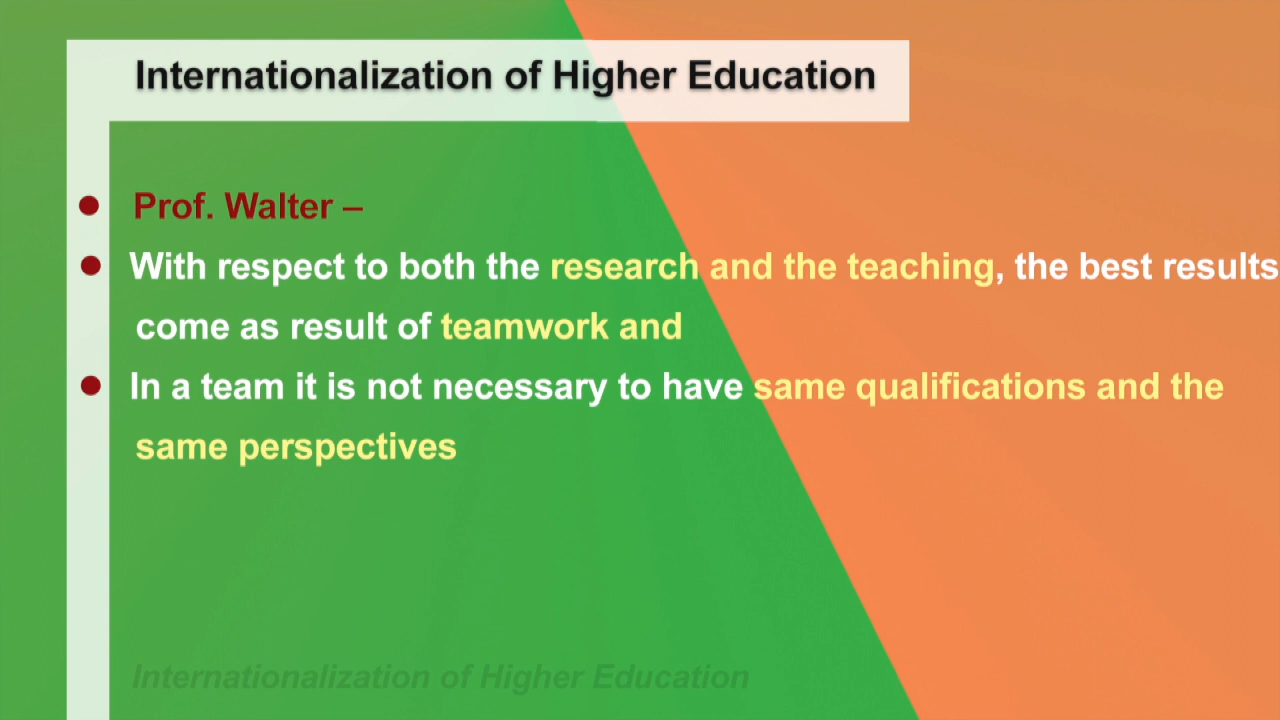 Internationalization of Higher Education
● Prof. Walter –
● With respect to both the research and the teaching, the best results
come as result of teamwork and
● In a team it is not necessary to have same qualifications and the
same perspectives
Internationalization of Higher Education